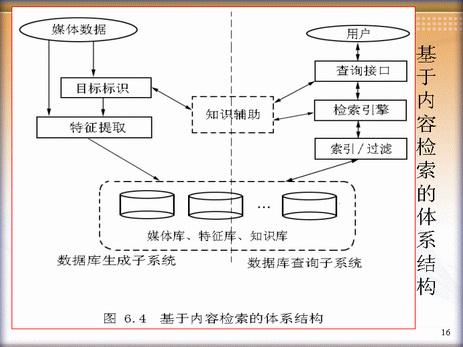 媒体数据
用户
查询接口
目标标识
知识辅助
检索引擎
特征提取
索引/过滤
…
媒体库、特征库、知识库
数据库生成子系统
数据库查询子系统
图 6.4 基于内容检索的体系结构
基于内容检索的体系结构
16